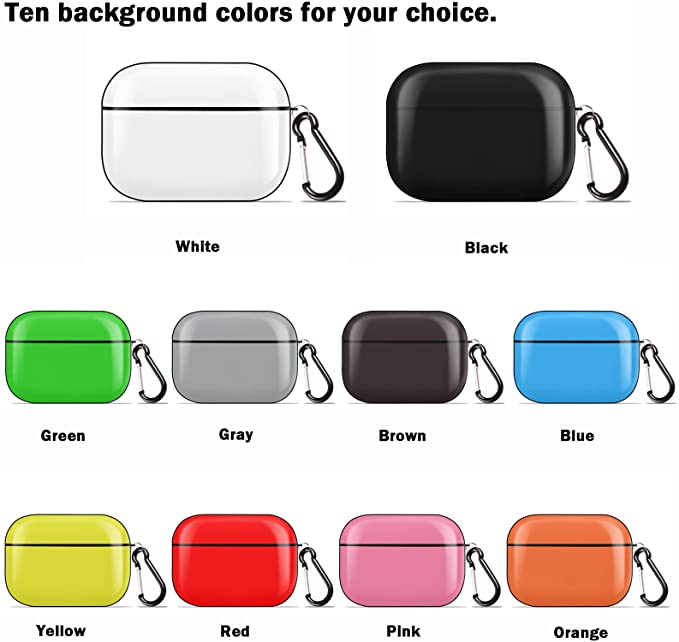 Ten background colors for your choice.
White
Black
Green
Gray
Brown
Blue
Yellow
Red
Pink
Orange